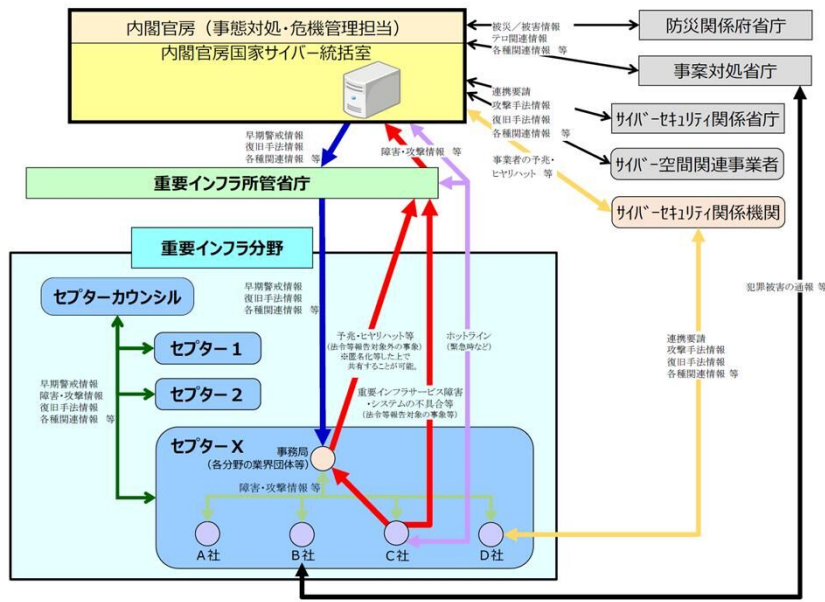 内閣官房（事態対処・危機管理担当）
内閣官房国家サイバー統括室
被災／被害情報
テロ関連情報
各種関連情報 等
防災関係府省庁
事案対処省庁
連携要請
攻撃手法情報
復旧手法情報
各種関連情報 等
サイバーセキュリティ関係省庁
サイバー空間関連事業者
事業者の予兆・
ヒヤリハット 等
サイバーセキュリティ関係機関
早期警戒情報
復旧手法情報
各種関連情報 等
障害・攻撃情報 等
重要インフラ所管省庁
重要インフラ分野
セプターカウンシル
セプター１
セプター２
早期警戒情報
障害・攻撃情報
復旧手法情報
各種関連情報 等
早期警戒情報
復旧手法情報
各種関連情報 等
予兆・ヒヤリハット等
（法令等報告対象外の事象）
※匿名化等した上で
共有することが可能。
ホットライン
（緊急時など）
重要インフラサービス障害
・システムの不具合等
（法令等報告対象の事象等）
犯罪被害の通報 等
連携要請
攻撃手法情報
復旧手法情報
各種関連情報 等
セプターＸ
事務局
（各分野の業界団体等）
障害・攻撃情報 等
Ａ社
Ｂ社
Ｃ社
Ｄ社